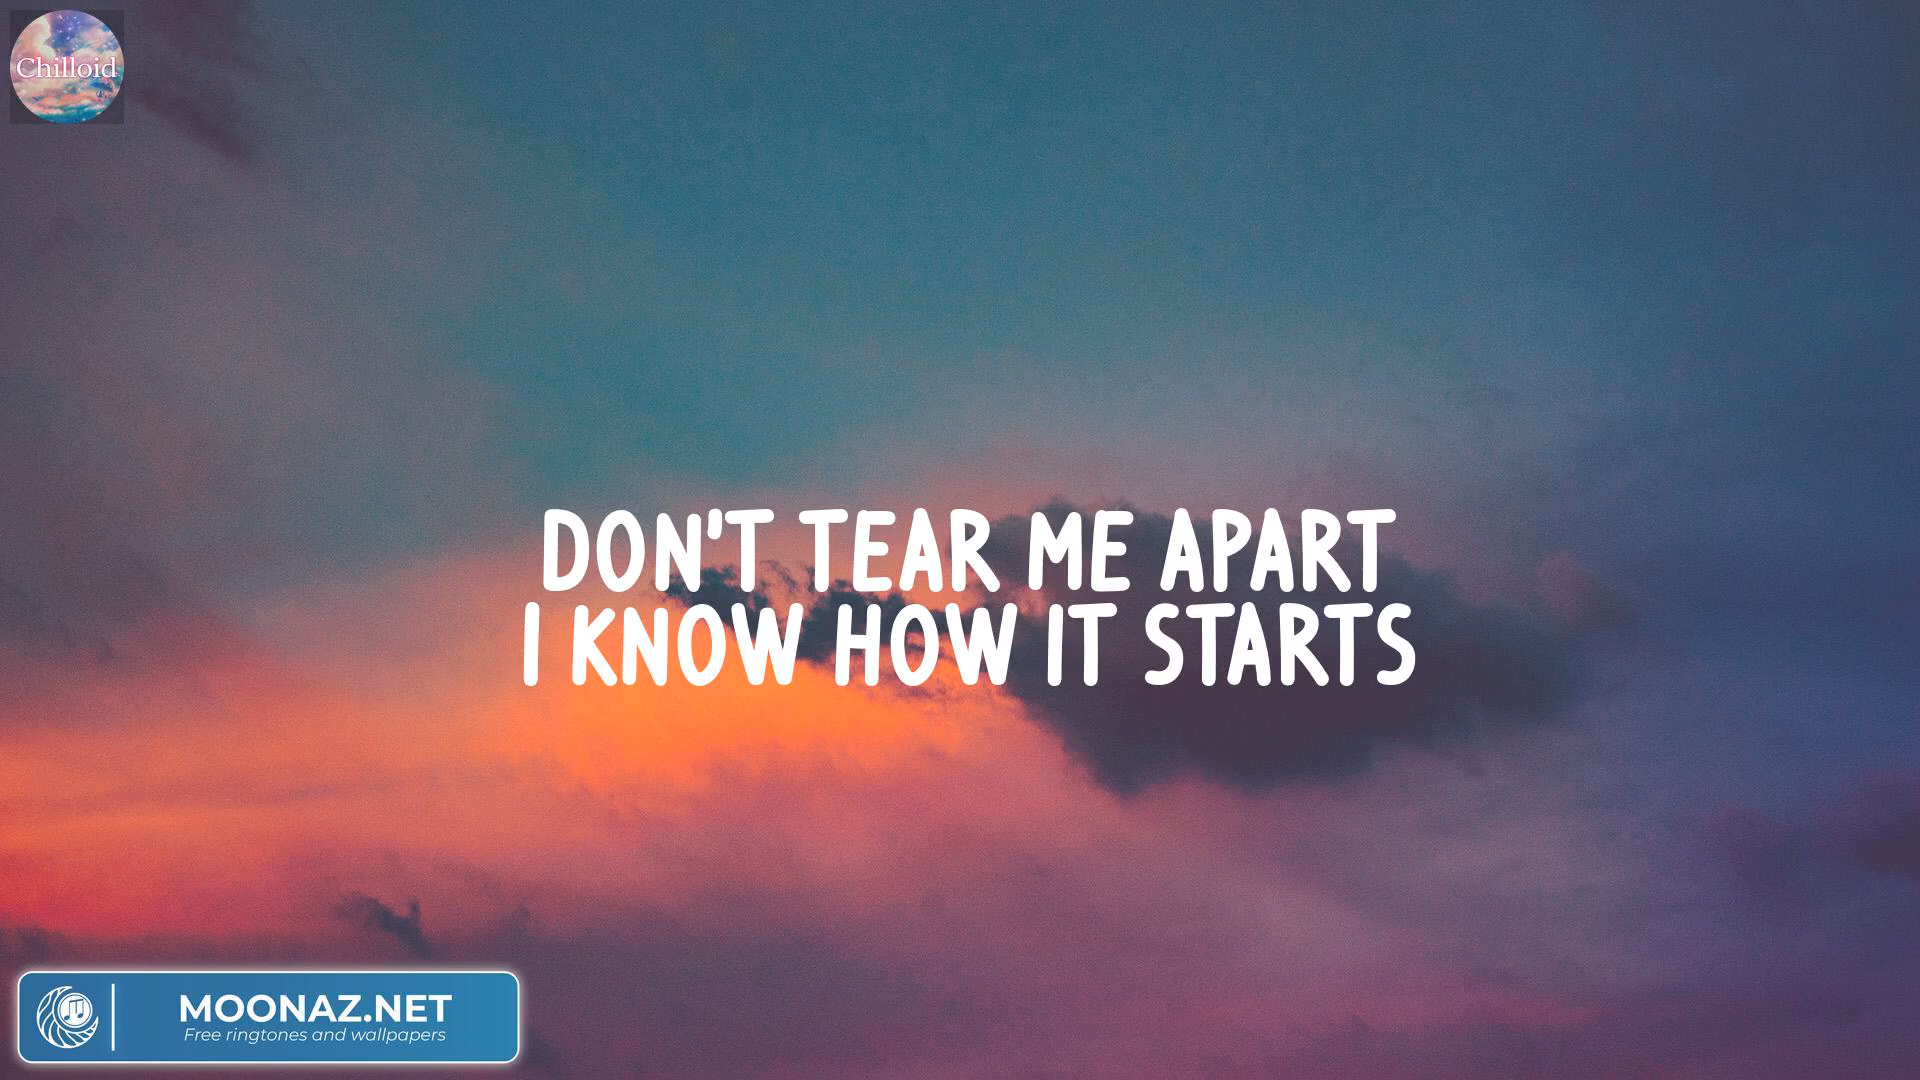 Chilloid
DON'T TEAR ME APART
I KNOW HOW IT STARTS
MOONAZ.NET
Free ringtones and wallpapers